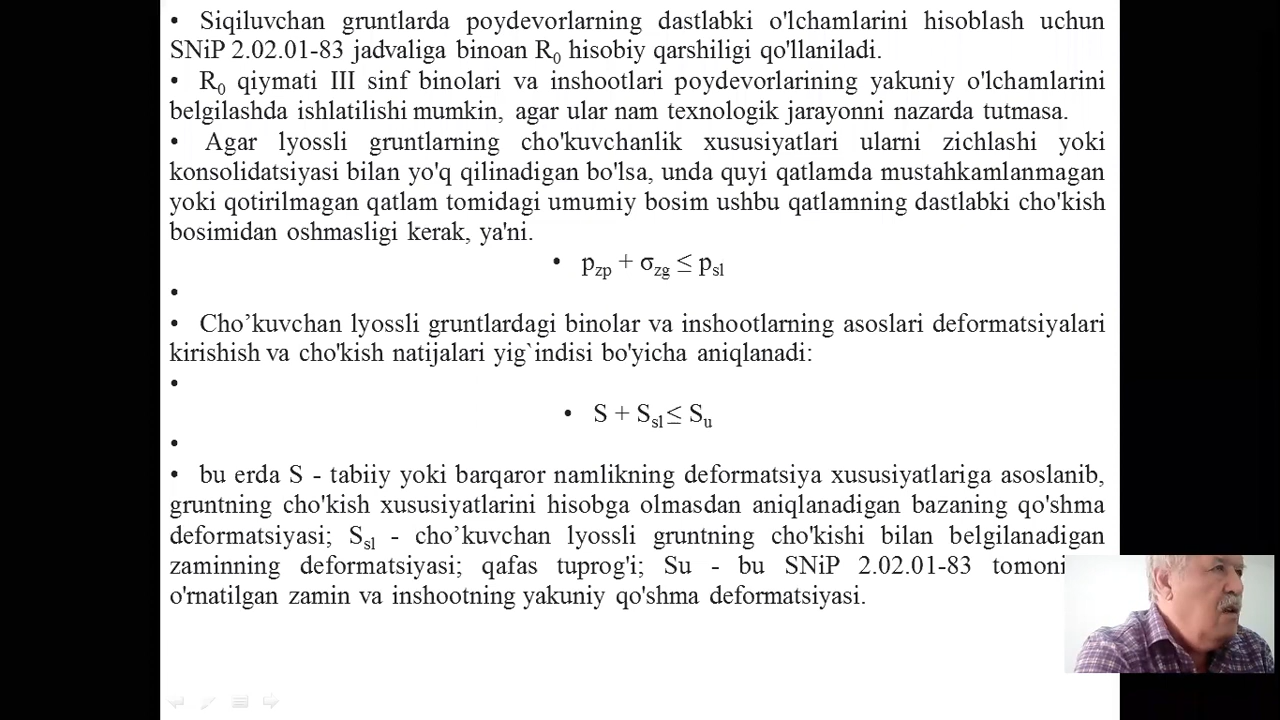 • Siqiluvchan gruntlarda poydevorlarning dastlabki o'lchamlarini hisoblash uchun
SNiP 2.02.01-83 jadvaliga binoan R₀ hisobiy qarshiligi qo'llaniladi.
• R₀ qiymati III sinf binolari va inshootlari poydevorlarining yakuniy o'lchamlarini
belgilashda ishlatilishi mumkin, agar ular nam texnologik jarayonni nazarda tutmasa.
• Agar lyossli gruntlarning cho'kuvchanlik xususiyatlari ularni zichlashi yoki
konsolidatsiyasi bilan yo'q qilinadigan bo'lsa, unda quyi qatlamda mustahkamlanmagan
yoki qotirilmagan qatlam tomidagi umumiy bosim ushbu qatlamning dastlabki cho'kish
bosimidan oshmasligi kerak, ya'ni.
• pzp + σzg ≤ psl
•
• Cho’kuvchan lyossli gruntlardagi binolar va inshootlarning asoslari deformatsiyalari
kirishish va cho'kish natijalari yig`indisi bo'yicha aniqlanadi:
•
• S + Ssl ≤ Su
•
• bu erda S - tabiiy yoki barqaror namlikning deformatsiya xususiyatlariga asoslanib,
gruntning cho'kish xususiyatlarini hisobga olmasdan aniqlanadigan bazaning qo'shma
deformatsiyasi; Ssl - cho’kuvchan lyossli gruntning cho'kishi bilan belgilanadigan
zaminning deformatsiyasi; qafas tuprog'i; Su - bu SNiP 2.02.01-83
o'rnatilgan zamin va inshootning yakuniy qo'shma deformatsiyasi.